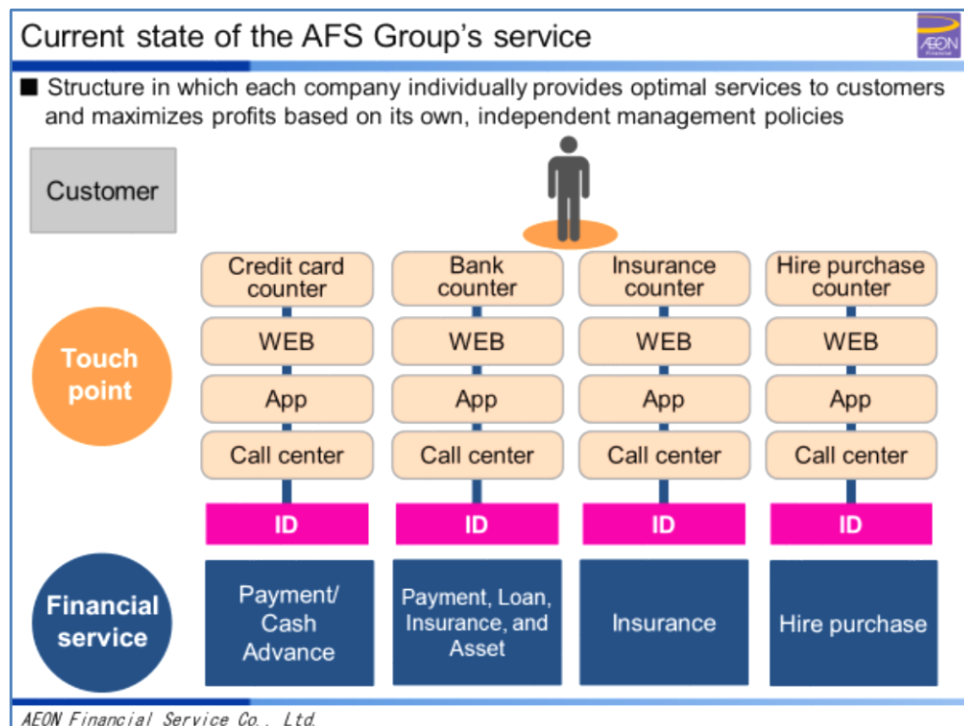 Current state of the AFS Group's service
AEON
Financial
■ Structure in which each company individually provides optimal services to customers
and maximizes profits based on its own, independent management policies
Customer
Credit card
counter
Bank
counter
Insurance
counter
Hire purchase
counter
Touch
point
WEB
WEB
WEB
WEB
App
App
App
App
Call center
Call center
Call center
Call center
ID
ID
ID
ID
Financial
service
Payment/
Cash
Advance
Payment, Loan,
Insurance, and
Asset
Insurance
Hire purchase
AEON Financial Service Co., Ltd.